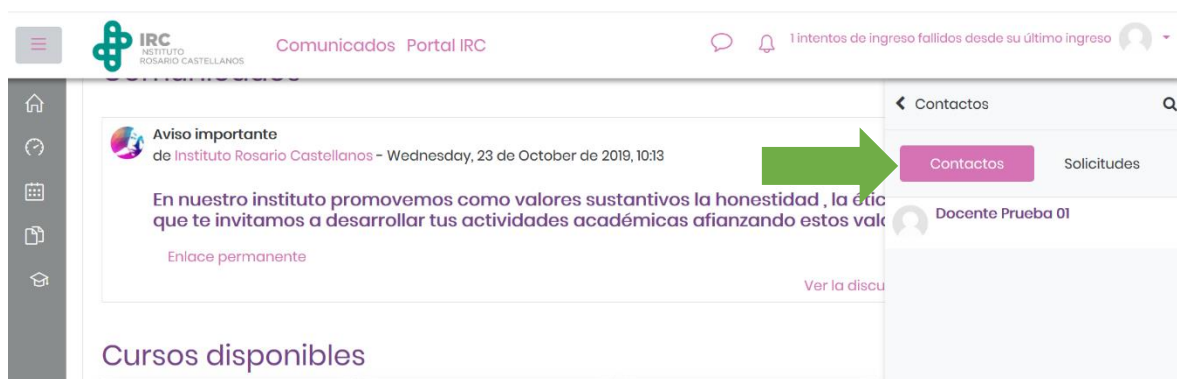 IRC
INSTITUTO
ROSARIO CASTELLANOS
Comunicados Portal IRC
1 intentos de ingreso fallidos desde su último ingreso
Comunicados
Aviso importante
de Instituto Rosario Castellanos - Wednesday, 23 de October de 2019, 10:13
En nuestro instituto promovemos como valores sustantivos la honestidad , la étic
que te invitamos a desarrollar tus actividades académicas afianzando estos valo
Enlace permanente
Ver la discu
Cursos disponibles
Contactos
Contactos Solicitudes
Docente Prueba 01